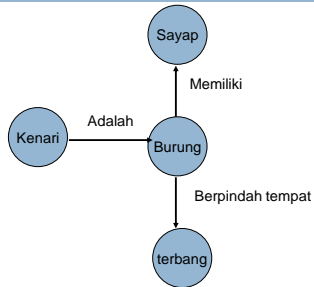 Sayap
Memiliki
Adalah
Kenari
Burung
Berpindah tempat
terbang